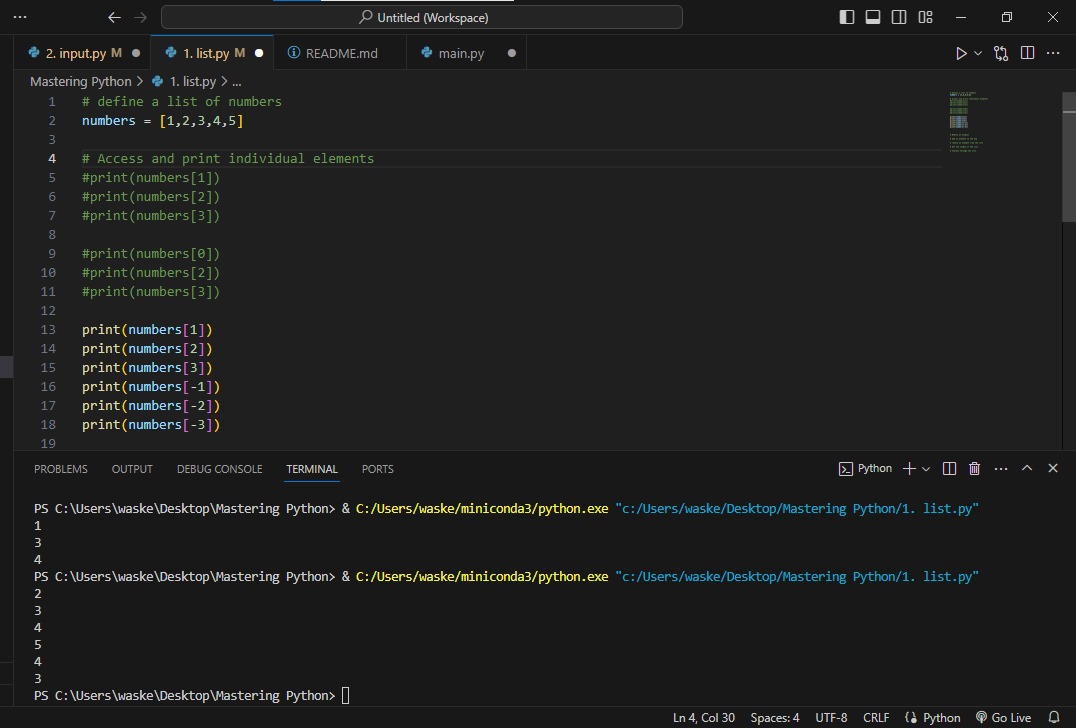 Untitled (Workspace)
2. input.py M
1. list.py M
README.md
main.py
Mastering Python > 1. list.py > ...
1 # define a list of numbers
2 numbers = [1,2,3,4,5]
3
4 # Access and print individual elements
5 #print(numbers[1])
6 #print(numbers[2])
7 #print(numbers[3])
8
9 #print(numbers[0])
10 #print(numbers[2])
11 #print(numbers[3])
12
13 print(numbers[1])
14 print(numbers[2])
15 print(numbers[3])
16 print(numbers[-1])
17 print(numbers[-2])
18 print(numbers[-3])
19
PROBLEMS OUTPUT DEBUG CONSOLE TERMINAL PORTS Python
PS C:\Users\waske\Desktop\Mastering Python> & C:/Users/waske/miniconda3/python.exe "c:/Users/waske/Desktop/Mastering Python/1. list.py"
1
3
4
PS C:\Users\waske\Desktop\Mastering Python> & C:/Users/waske/miniconda3/python.exe "c:/Users/waske/Desktop/Mastering Python/1. list.py"
2
3
4
5
4
3
PS C:\Users\waske\Desktop\Mastering Python>
Ln 4, Col 30 Spaces: 4 UTF-8 CRLF Python Go Live